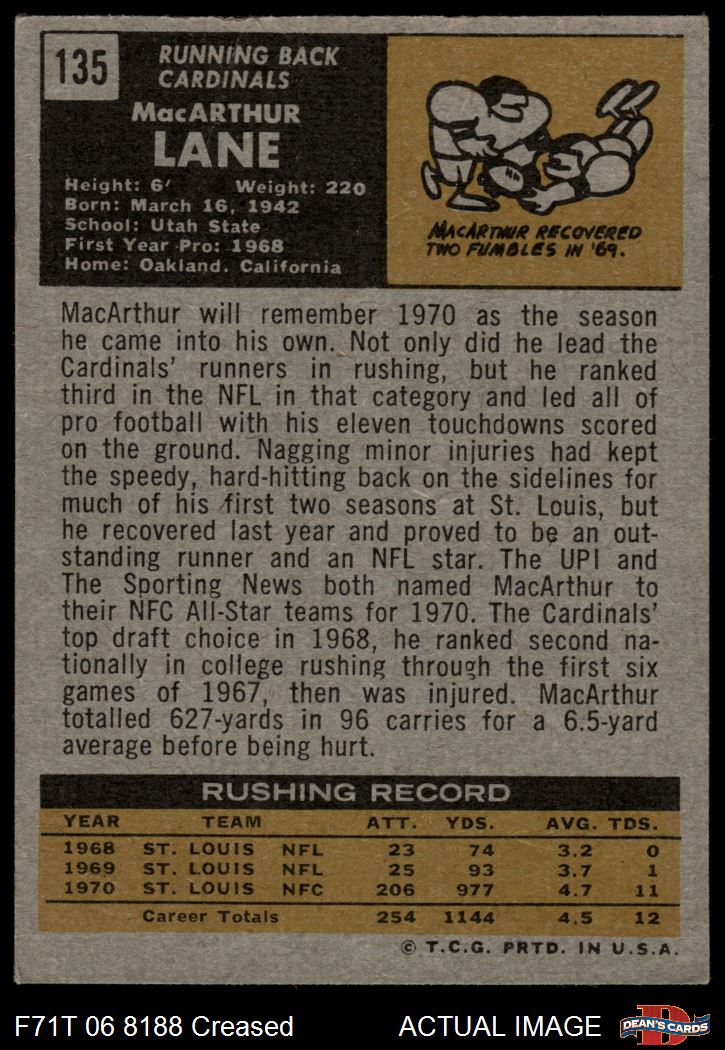 135
RUNNING BACK
CARDINALS
MacARTHUR
LANE
Height: 6' Weight: 220
Born: March 16, 1942
School: Utah State
First Year Pro: 1968
Home: Oakland, California
MACARTHUR RECOVERED
TWO FUMBLES IN '69.
MacArthur will remember 1970 as the season
he came into his own. Not only did he lead the
Cardinals' runners in rushing, but he ranked
third in the NFL in that category and led all of
pro football with his eleven touchdowns scored
on the ground. Nagging minor injuries had kept
the speedy, hard-hitting back on the sidelines for
much of his first two seasons at St. Louis, but
he recovered last year and proved to be an out-
standing runner and an NFL star. The UPI and
The Sporting News both named MacArthur to
their NFC All-Star teams for 1970. The Cardinals'
top draft choice in 1968, he ranked second na-
tionally in college rushing through the first six
games of 1967, then was injured. MacArthur
totalled 627-yards in 96 carries for a 6.5-yard
average before being hurt.
RUSHING RECORD
YEAR TEAM ATT. YDS. AVG. TDS.
1968 ST. LOUIS NFL 23 74 3.2 0
1969 ST. LOUIS NFL 25 93 3.7 1
1970 ST. LOUIS NFC 206 977 4.7 11
Career Totals 254 1144 4.5 12
© T.C.G. PRTD. IN U.S.A.
F71T 06 8188 Creased ACTUAL IMAGE
D
DEAN'S CARDS